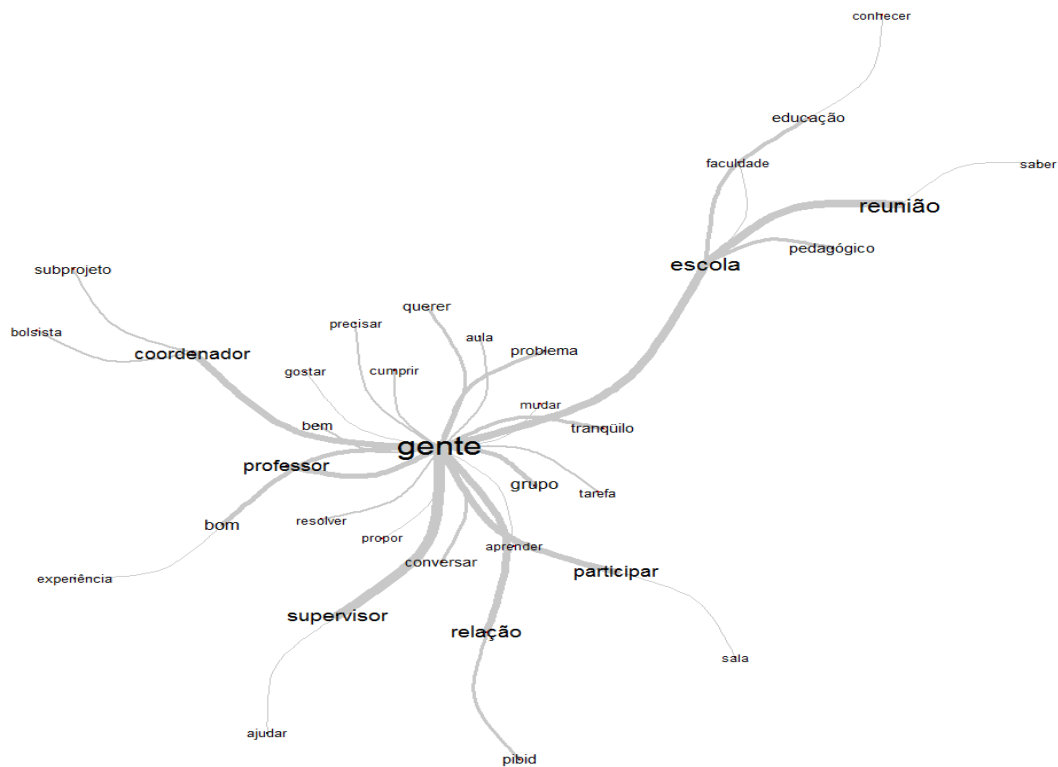 conhecer
educação
faculdade
saber
reunião
pedagógico
escola
subprojeto
querer
precisar
bolsista
aula
coordenador
problema
gostar
cumprir
mudar
bem
tranqüilo
gente
professor
grupo
tarefa
bom
resolver
propor
aprender
conversar
participar
experiência
supervisor
relação
sala
ajudar
pibid